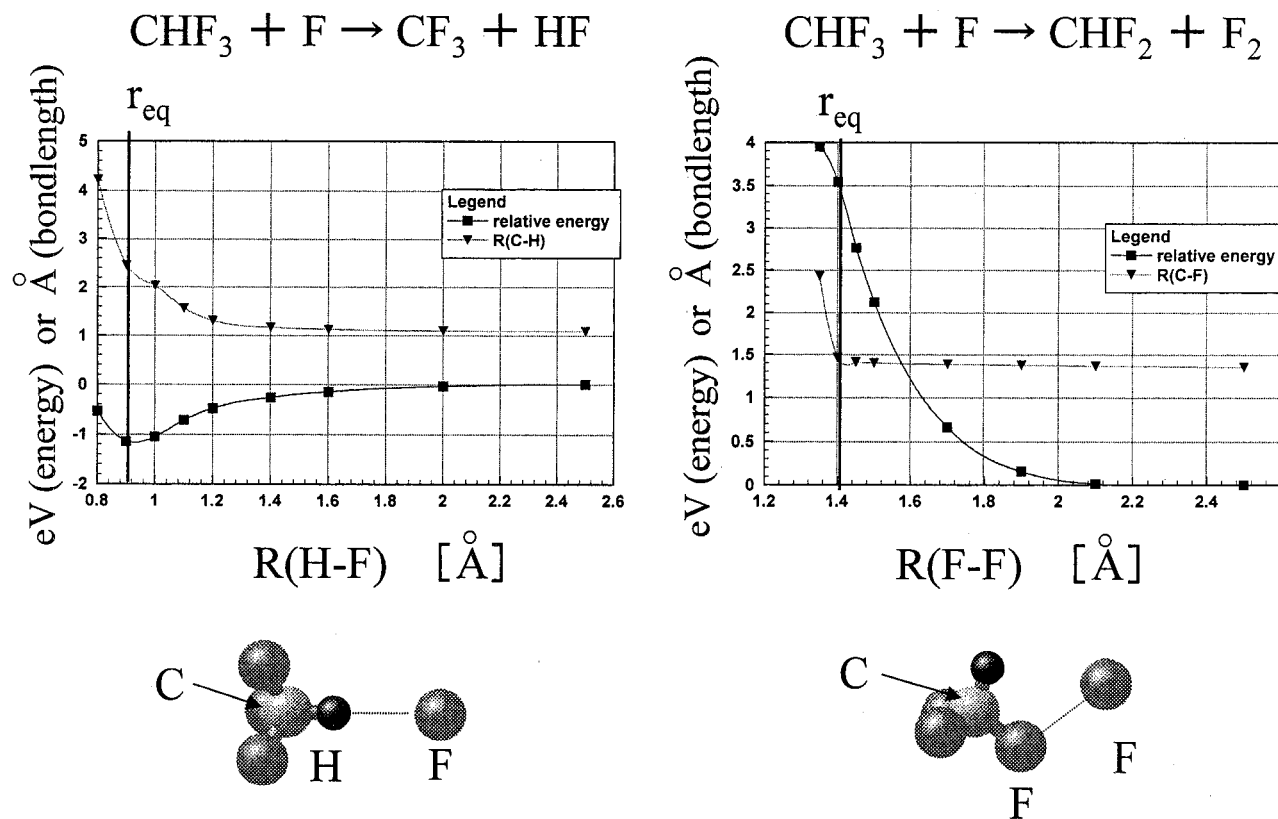 CHF₃ + F → CF₃ + HF
eV (energy) or Å (bondlength)
r_eq
5
4
3
2
1
0
-1
-2
Legend
relative energy
R(C-H)
0.8 1 1.2 1.4 1.6 1.8 2 2.2 2.4 2.6
R(H-F) [Å]
C
H
F
CHF₃ + F → CHF₂ + F₂
eV (energy) or Å (bondlength)
r_eq
4
3.5
3
2.5
2
1.5
1
0.5
0
Legend
relative energy
R(C-F)
1.2 1.4 1.6 1.8 2 2.2 2.4 2.6
R(F-F) [Å]
C
F
F